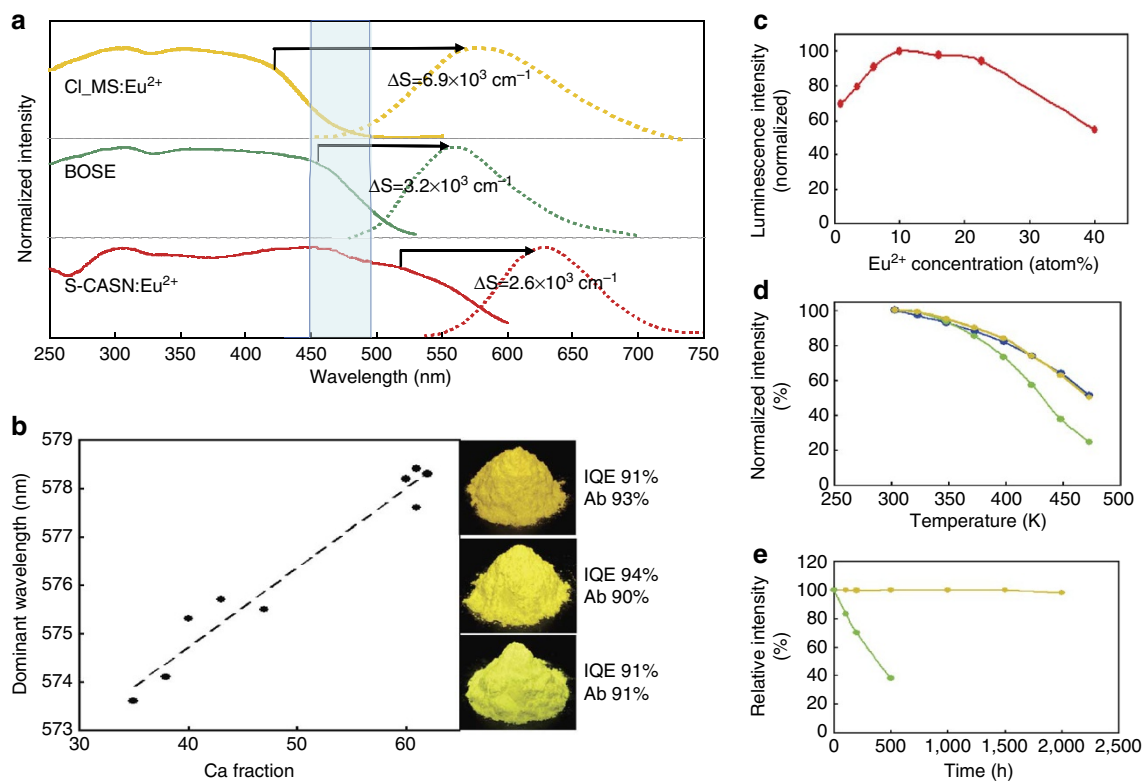 a
Normalized intensity
Cl_MS:Eu²⁺
ΔS=6.9×10³ cm⁻¹
BOSE
ΔS=3.2×10³ cm⁻¹
S-CASN:Eu²⁺
ΔS=2.6×10³ cm⁻¹
250 300 350 400 450 500 550 600 650 700 750
Wavelength (nm)
b
Dominant wavelength (nm)
579
578
577
576
575
574
573
30 40 50 60
Ca fraction
IQE 91%
Ab 93%
IQE 94%
Ab 90%
IQE 91%
Ab 91%
c
Luminescence intensity
(normalized)
100
80
60
40
20
0
0 10 20 30 40
Eu²⁺ concentration (atom%)
d
Normalized intensity
(%)
100
80
60
40
20
0
250 300 350 400 450 500
Temperature (K)
e
Relative intensity
(%)
120
100
80
60
40
20
0
0 500 1,000 1,500 2,000 2,500
Time (h)